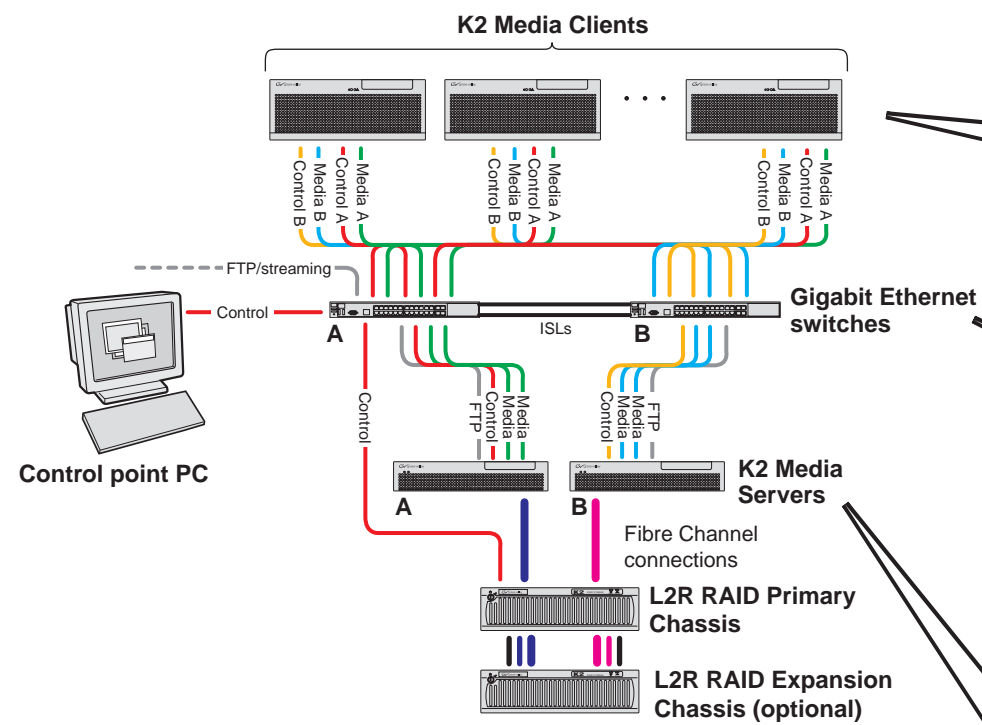 K2 Media Clients
Control B
Media B
Control A
Media A
Control B
Media B
Control A
Media A
Control B
Media B
Control A
Media A
FTP/streaming
Control
A
ISLs
B
Gigabit Ethernet
switches
Control
FTP
Control
Media
Media
Control
Media
Media
FTP
Control point PC
A
B
K2 Media
Servers
Fibre Channel
connections
K2
L2R RAID Primary
Chassis
K2
L2R RAID Expansion
Chassis (optional)